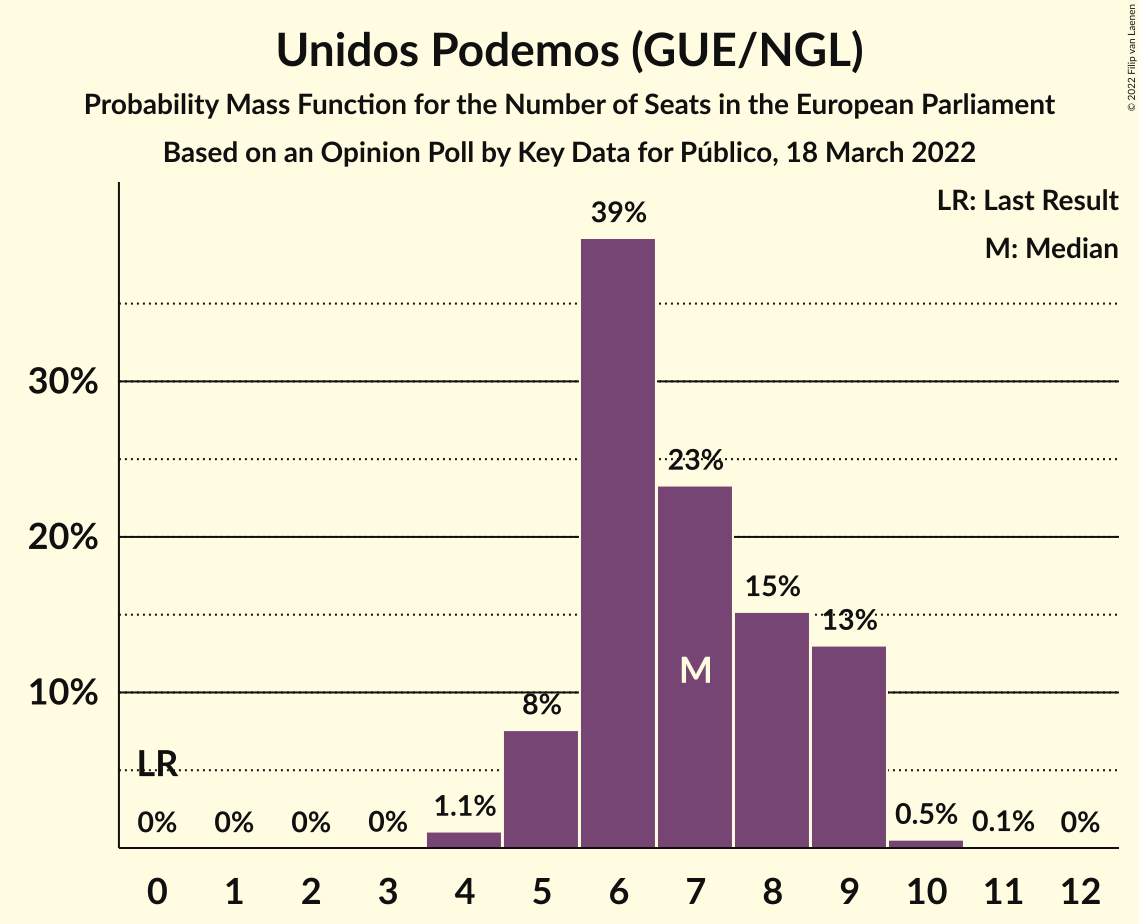 Unidos Podemos (GUE/NGL)
Probability Mass Function for the Number of Seats in the European Parliament
Based on an Opinion Poll by Key Data for Público, 18 March 2022
© 2022 Filip van Laenen
LR: Last Result
M: Median
39%
30%
23%
20%
15%
13%
M
10%
8%
LR
0% 0% 0% 0% 1.1% 0.5% 0.1% 0%
0 1 2 3 4 5 6 7 8 9 10 11 12